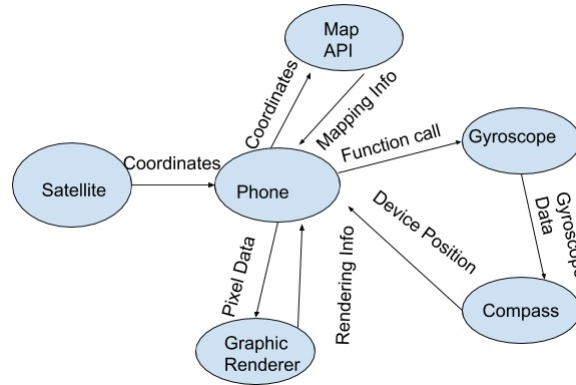 Map
API
Coordinates
Mapping Info
Function call
Gyroscope
Coordinates
Satellite
Phone
Gyroscope
Data
Device Position
Pixel Data
Rendering Info
Compass
Graphic
Renderer